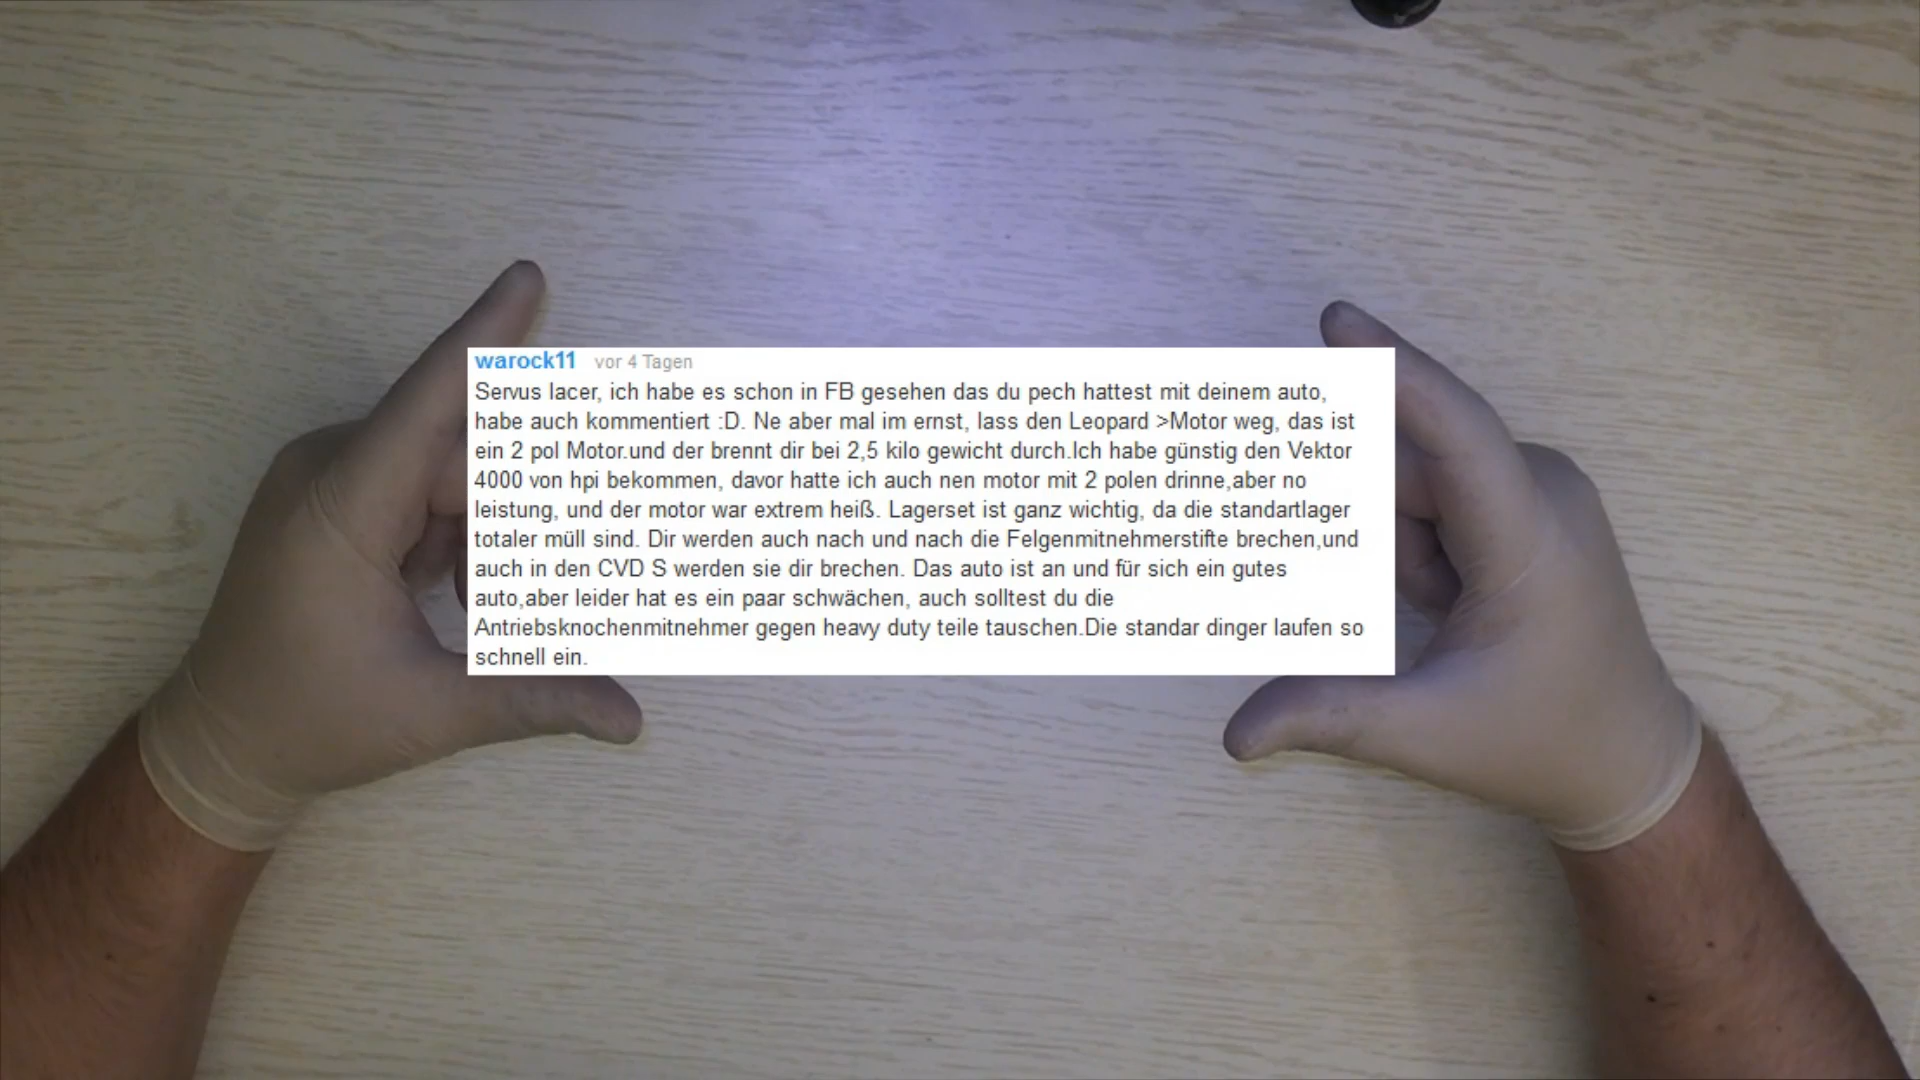 warock11 vor 4 Tagen
Servus lacer, ich habe es schon in FB gesehen das du pech hattest mit deinem auto,
habe auch kommentiert :D. Ne aber mal im ernst, lass den Leopard >Motor weg, das ist
ein 2 pol Motor.und der brennt dir bei 2,5 kilo gewicht durch.Ich habe günstig den Vektor
4000 von hpi bekommen, davor hatte ich auch nen motor mit 2 polen drinne,aber no
leistung, und der motor war extrem heiß. Lagerset ist ganz wichtig, da die standartlager
totaler müll sind. Dir werden auch nach und nach die Felgenmitnehmerstifte brechen,und
auch in den CVD S werden sie dir brechen. Das auto ist an und für sich ein gutes
auto,aber leider hat es ein paar schwächen, auch solltest du die
Antriebsknochenmitnehmer gegen heavy duty teile tauschen.Die standar dinger laufen so
schnell ein.